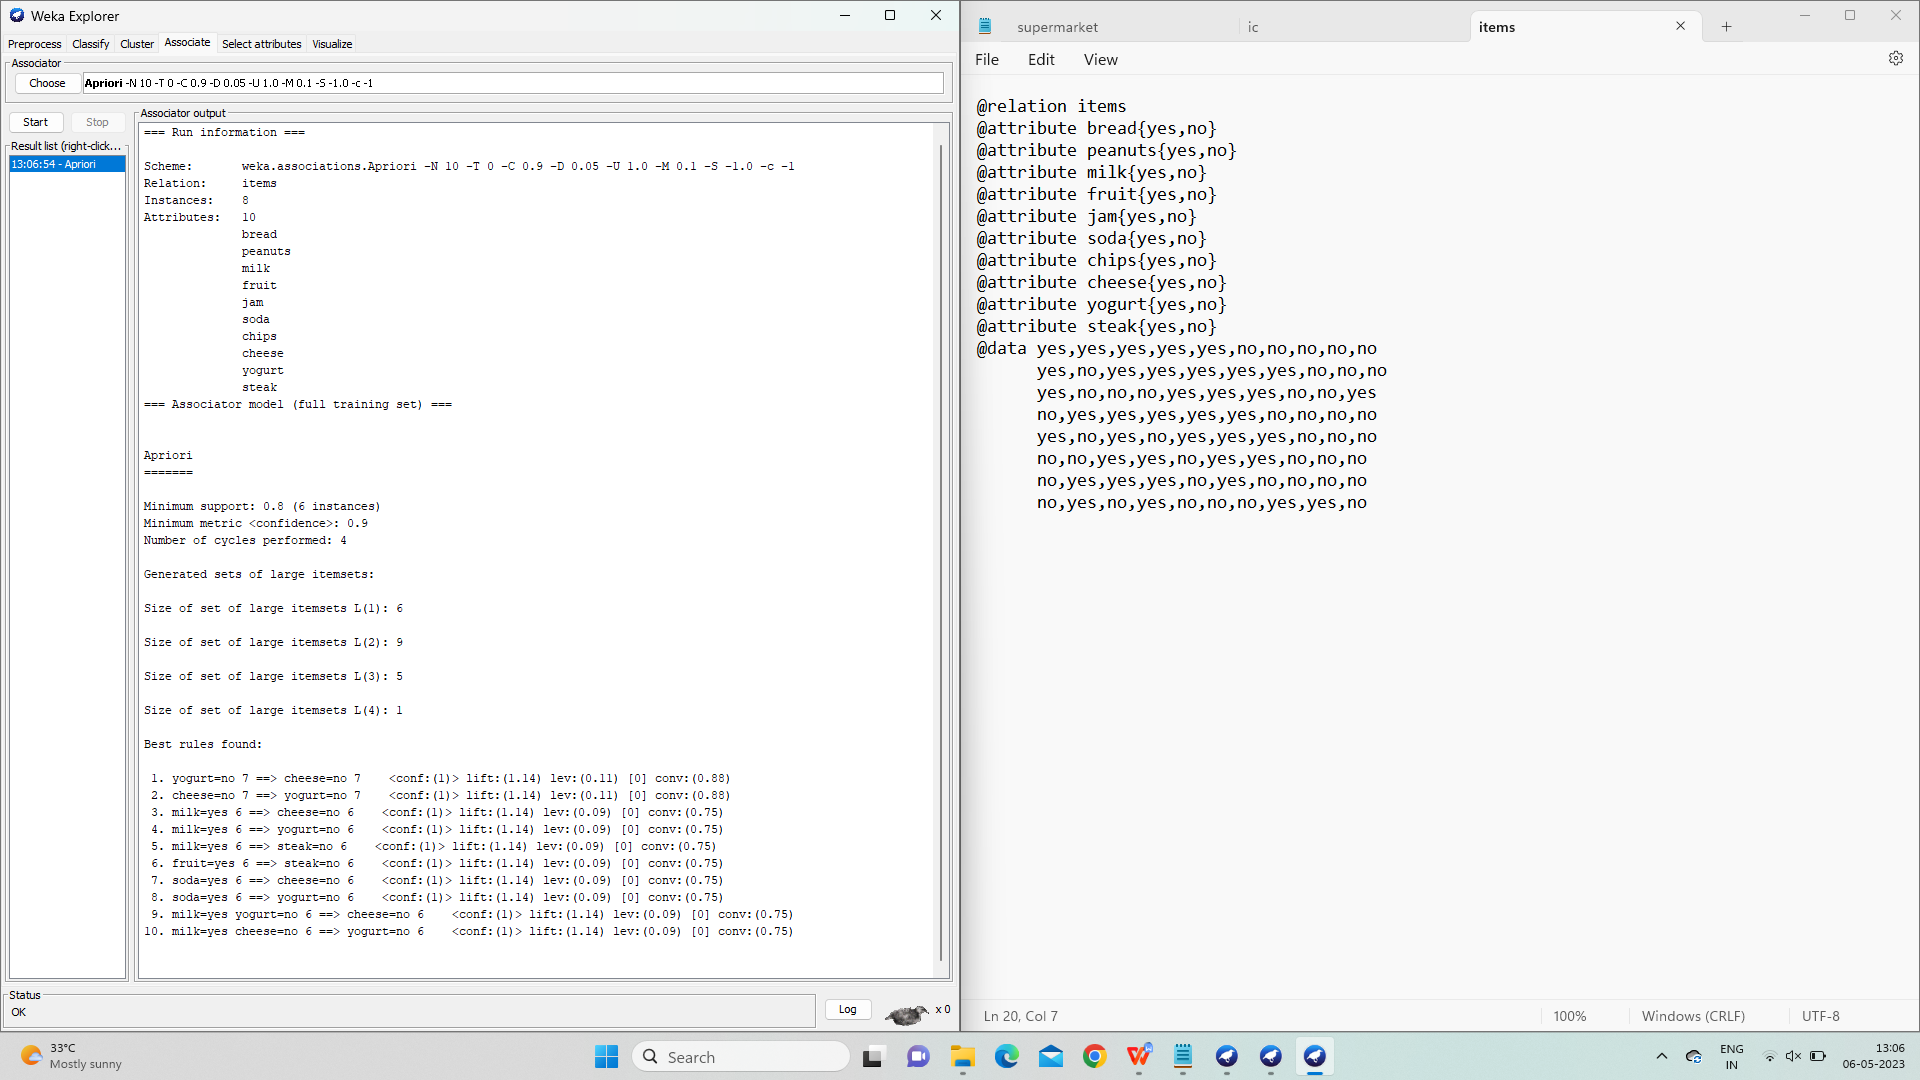 Weka Explorer
Preprocess Classify Cluster Associate Select attributes Visualize
Associator
Choose Apriori -N 10 -T 0 -C 0.9 -D 0.05 -U 1.0 -M 0.1 -S -1.0 -c -1
Start Stop
Result list (right-click...
13:06:54 - Apriori
Associator output
=== Run information ===
Scheme: weka.associations.Apriori -N 10 -T 0 -C 0.9 -D 0.05 -U 1.0 -M 0.1 -S -1.0 -c -1
Relation: items
Instances: 8
Attributes: 10
bread
peanuts
milk
fruit
jam
soda
chips
cheese
yogurt
steak
=== Associator model (full training set) ===
Apriori
=======
Minimum support: 0.8 (6 instances)
Minimum metric <confidence>: 0.9
Number of cycles performed: 4
Generated sets of large itemsets:
Size of set of large itemsets L(1): 6
Size of set of large itemsets L(2): 9
Size of set of large itemsets L(3): 5
Size of set of large itemsets L(4): 1
Best rules found:
1. yogurt=no 7 ==> cheese=no 7 <conf:(1)> lift:(1.14) lev:(0.11) [0] conv:(0.88)
2. cheese=no 7 ==> yogurt=no 7 <conf:(1)> lift:(1.14) lev:(0.11) [0] conv:(0.88)
3. milk=yes 6 ==> cheese=no 6 <conf:(1)> lift:(1.14) lev:(0.09) [0] conv:(0.75)
4. milk=yes 6 ==> yogurt=no 6 <conf:(1)> lift:(1.14) lev:(0.09) [0] conv:(0.75)
5. milk=yes 6 ==> steak=no 6 <conf:(1)> lift:(1.14) lev:(0.09) [0] conv:(0.75)
6. fruit=yes 6 ==> steak=no 6 <conf:(1)> lift:(1.14) lev:(0.09) [0] conv:(0.75)
7. soda=yes 6 ==> cheese=no 6 <conf:(1)> lift:(1.14) lev:(0.09) [0] conv:(0.75)
8. soda=yes 6 ==> yogurt=no 6 <conf:(1)> lift:(1.14) lev:(0.09) [0] conv:(0.75)
9. milk=yes yogurt=no 6 ==> cheese=no 6 <conf:(1)> lift:(1.14) lev:(0.09) [0] conv:(0.75)
10. milk=yes cheese=no 6 ==> yogurt=no 6 <conf:(1)> lift:(1.14) lev:(0.09) [0] conv:(0.75)
Status
OK
Log
x 0
supermarket ic items
File Edit View
@relation items
@attribute bread{yes,no}
@attribute peanuts{yes,no}
@attribute milk{yes,no}
@attribute fruit{yes,no}
@attribute jam{yes,no}
@attribute soda{yes,no}
@attribute chips{yes,no}
@attribute cheese{yes,no}
@attribute yogurt{yes,no}
@attribute steak{yes,no}
@data yes,yes,yes,yes,yes,no,no,no,no,no
yes,no,yes,yes,yes,yes,yes,no,no,no
yes,no,no,no,yes,yes,yes,no,no,yes
no,yes,yes,yes,yes,yes,no,no,no,no
yes,no,yes,no,yes,yes,yes,no,no,no
no,no,yes,yes,no,yes,yes,no,no,no
no,yes,yes,yes,no,yes,no,no,no,no
no,yes,no,yes,no,no,no,yes,yes,no
Ln 20, Col 7 100% Windows (CRLF) UTF-8
33°C
Mostly sunny
Search
ENG
IN
13:06
06-05-2023